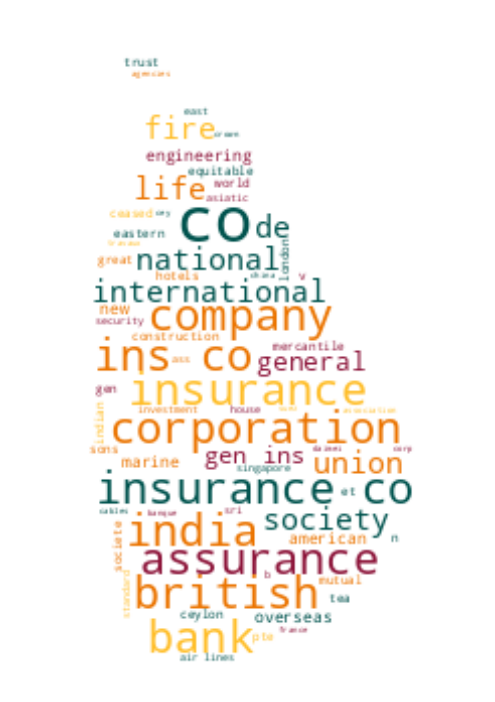 trust
agencies
east
fire crown
engineering
equitable
life world
asiatic
ceased
co de
eastern
london
national
great
hotels china v
international
new company
security
construction
mercantile
ins co general
ass
gen insurance
indian
investment house association
corporation
sons gen ins dainei corp
marine singapore union
insurance co
et
cables banque sri
india society
societe american n
assurance
b
british mutual
standard tea
ceylon overseas
france
bank pte
air lines